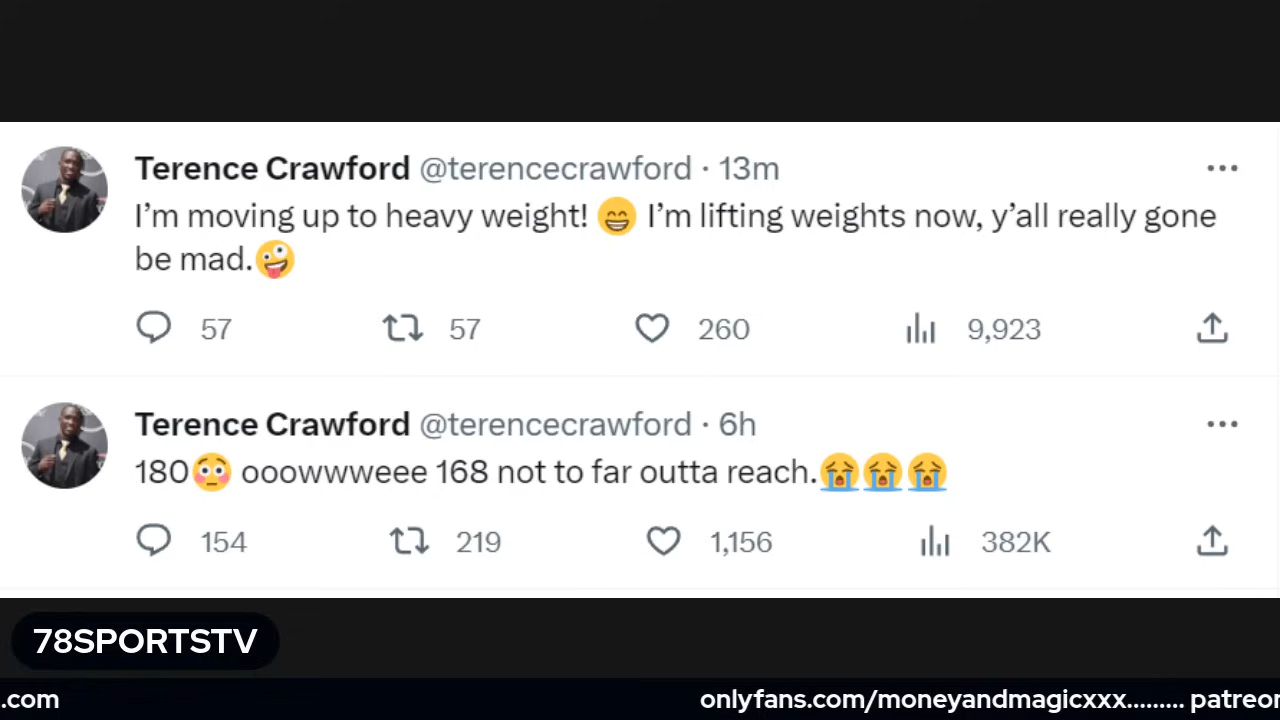 Terence Crawford @terencecrawford · 13m
I’m moving up to heavy weight! 😁 I’m lifting weights now, y’all really gone
be mad.🤪
57 57 260 9,923
Terence Crawford @terencecrawford · 6h
180😳 ooowwweee 168 not to far outta reach.😭😭😭
154 219 1,156 382K
78SPORTSTV
.com onlyfans.com/moneyandmagicxxx......... patreon